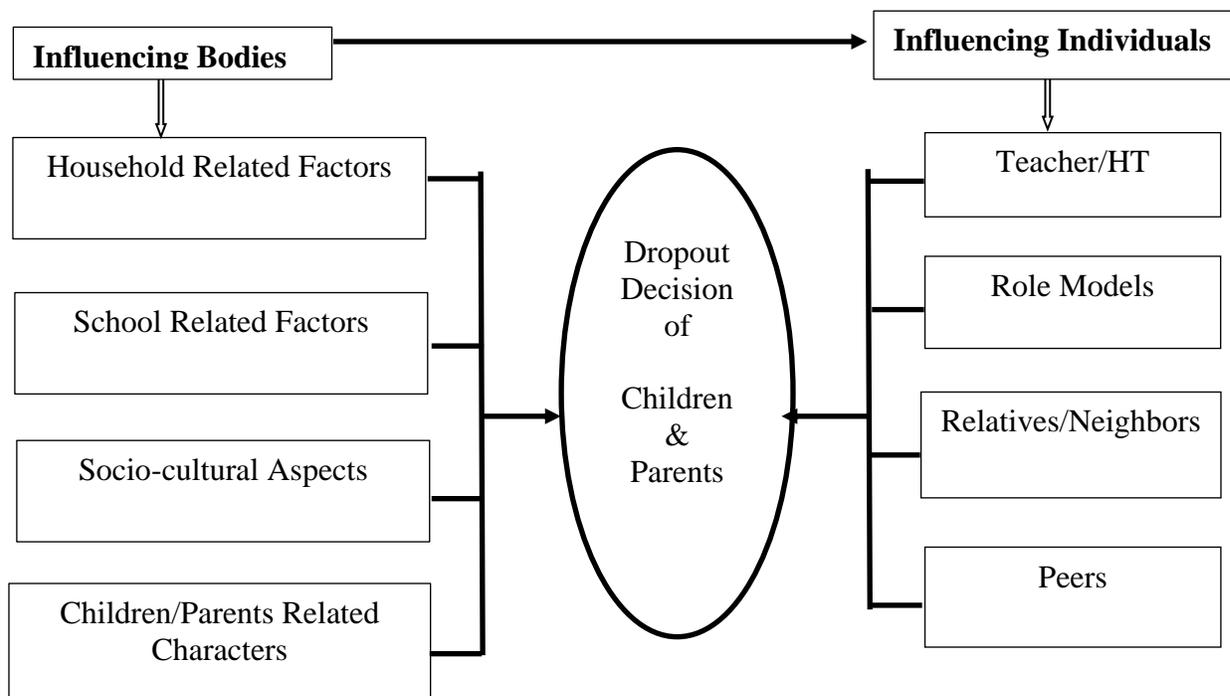 Influencing Bodies
Influencing Individuals
Household Related Factors
School Related Factors
Socio-cultural Aspects
Children/Parents Related
Characters
Dropout
Decision
of
Children
&
Parents
Teacher/HT
Role Models
Relatives/Neighbors
Peers